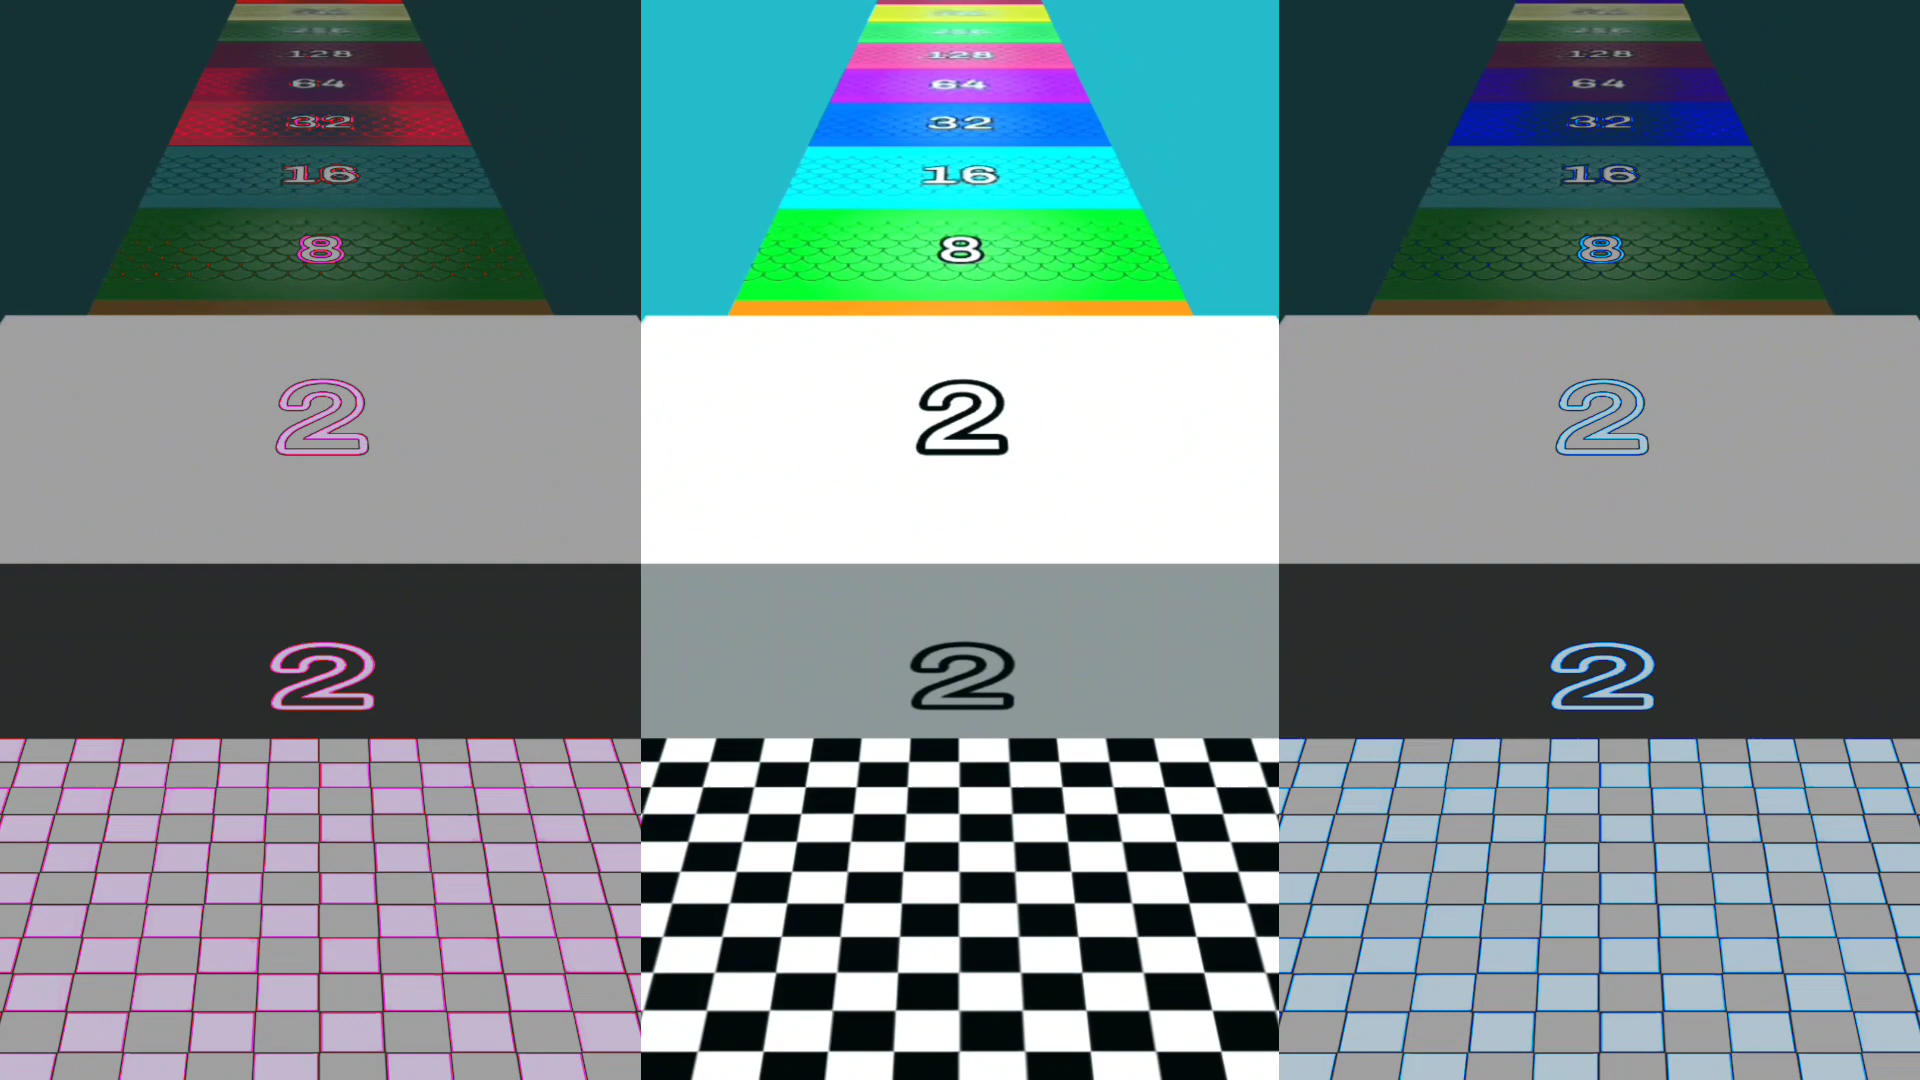 128 128 128
64 64 64
32 32 32
16 16 16
8 8 8
2 2 2
2 2 2